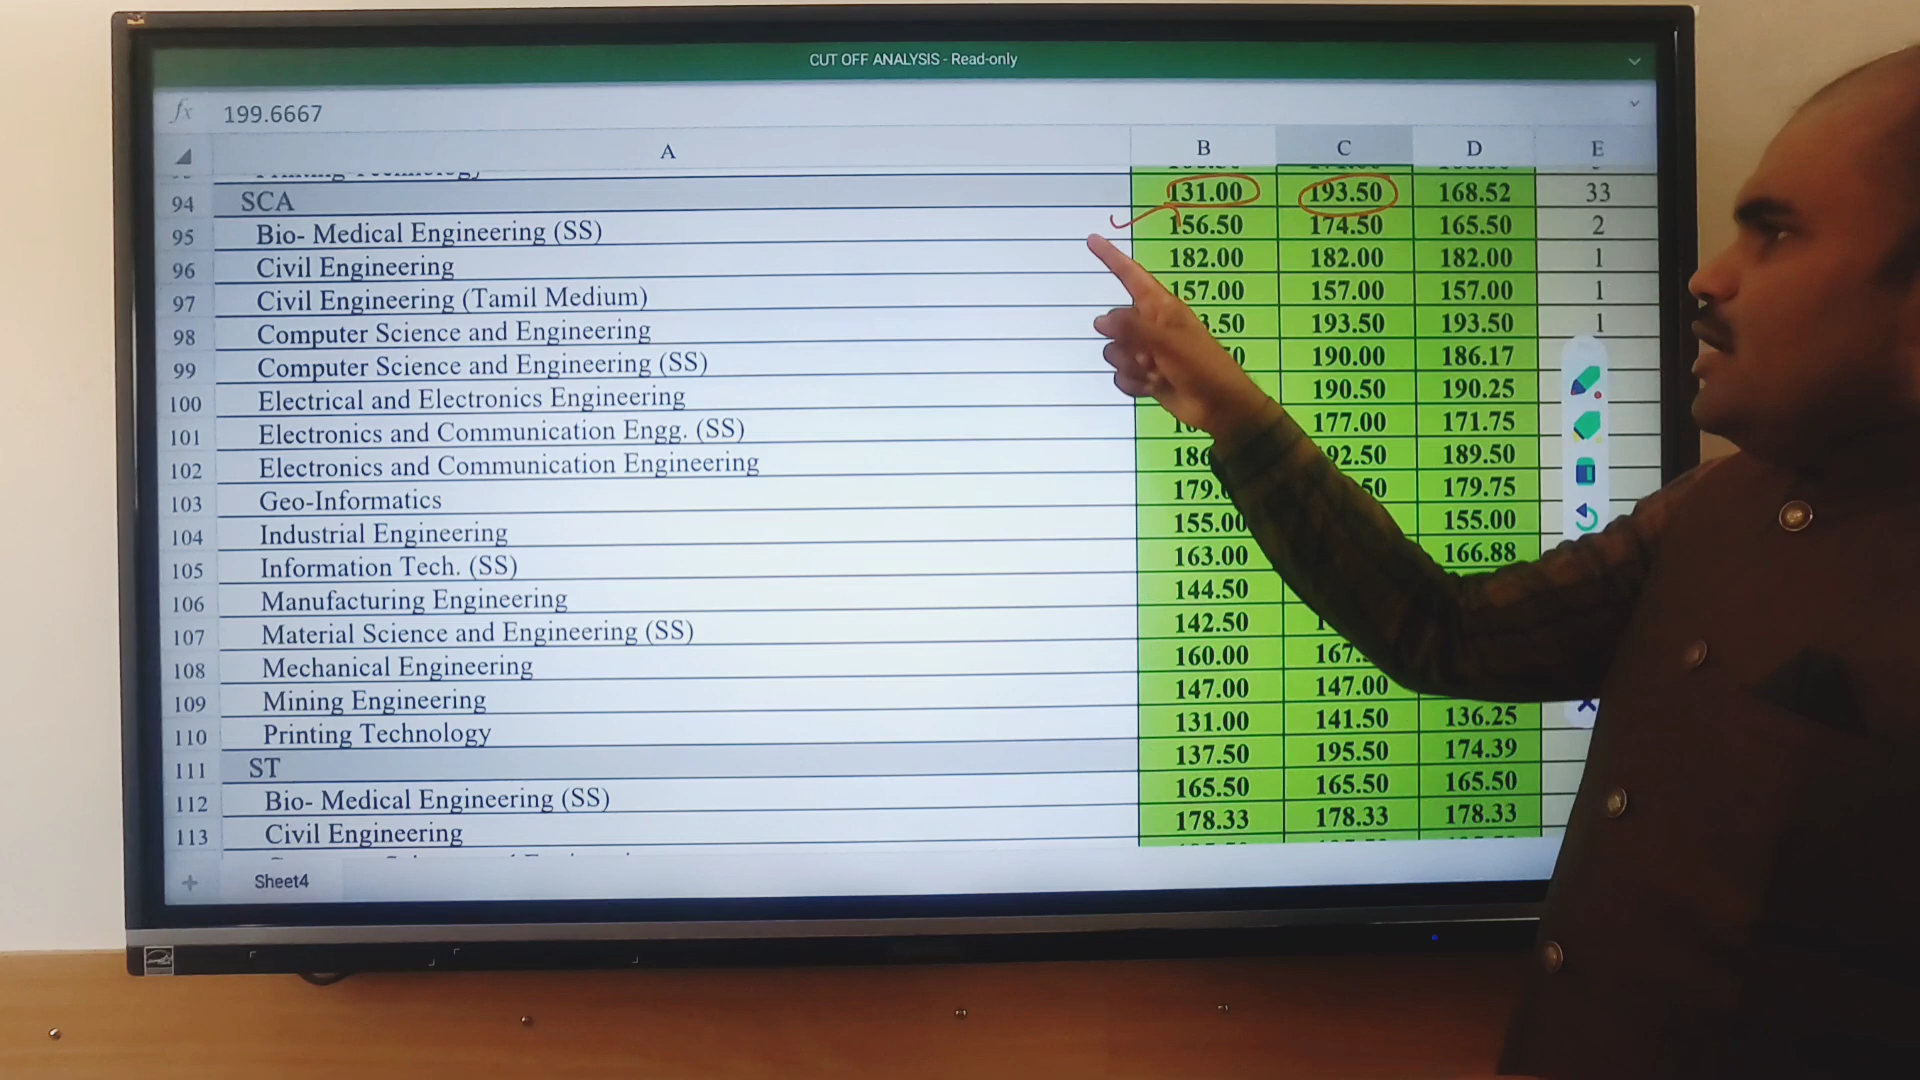 CUT OFF ANALYSIS - Read-only
fx 199.6667
A B C D E
94 SCA 131.00 193.50 168.52 33
95 Bio- Medical Engineering (SS) 156.50 174.50 165.50 2
96 Civil Engineering 182.00 182.00 182.00 1
97 Civil Engineering (Tamil Medium) 157.00 157.00 157.00 1
98 Computer Science and Engineering 193.50 193.50 1
99 Computer Science and Engineering (SS) 190.00 186.17
100 Electrical and Electronics Engineering 190.50 190.25
101 Electronics and Communication Engg. (SS) 177.00 171.75
102 Electronics and Communication Engineering 189.50
103 Geo-Informatics 179.75
104 Industrial Engineering 155.00 155.00
105 Information Tech. (SS) 163.00 166.88
106 Manufacturing Engineering 144.50
107 Material Science and Engineering (SS) 142.50
108 Mechanical Engineering 160.00
109 Mining Engineering 147.00 147.00
110 Printing Technology 131.00 141.50 136.25
111 ST 137.50 195.50 174.39
112 Bio- Medical Engineering (SS) 165.50 165.50 165.50
113 Civil Engineering 178.33 178.33 178.33
Sheet4